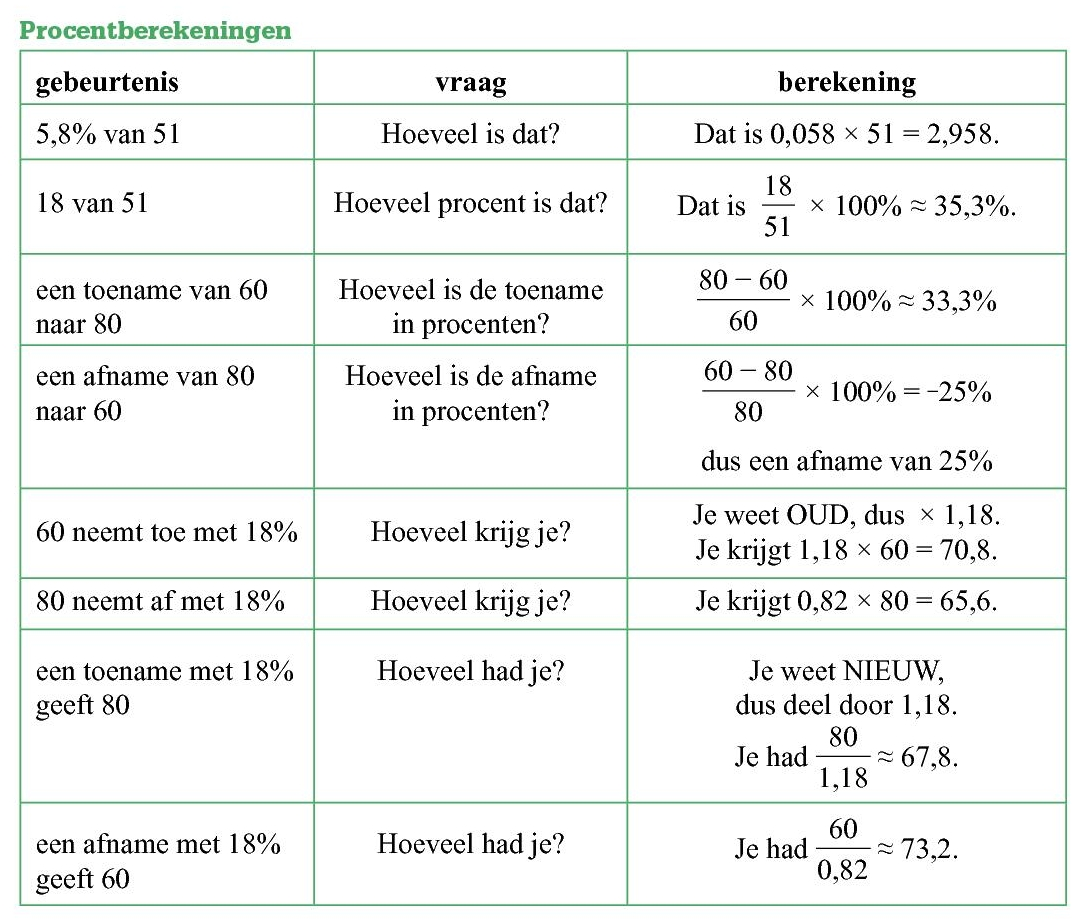 Procentberekeningen
gebeurtenis vraag berekening
5,8% van 51 Hoeveel is dat? Dat is 0,058 × 51 = 2,958.
18 van 51 Hoeveel procent is dat? Dat is 18/51 × 100% ≈ 35,3%.
een toename van 60
naar 80
Hoeveel is de toename
in procenten?
80 − 60/60 × 100% ≈ 33,3%
een afname van 80
naar 60
Hoeveel is de afname
in procenten?
60 − 80/80 × 100% = -25%
dus een afname van 25%
60 neemt toe met 18% Hoeveel krijg je?
Je weet OUD, dus × 1,18.
Je krijgt 1,18 × 60 = 70,8.
80 neemt af met 18% Hoeveel krijg je? Je krijgt 0,82 × 80 = 65,6.
een toename met 18%
geeft 80
Hoeveel had je?
Je weet NIEUW,
dus deel door 1,18.
Je had 80/1,18 ≈ 67,8.
een afname met 18%
geeft 60
Hoeveel had je?
Je had 60/0,82 ≈ 73,2.